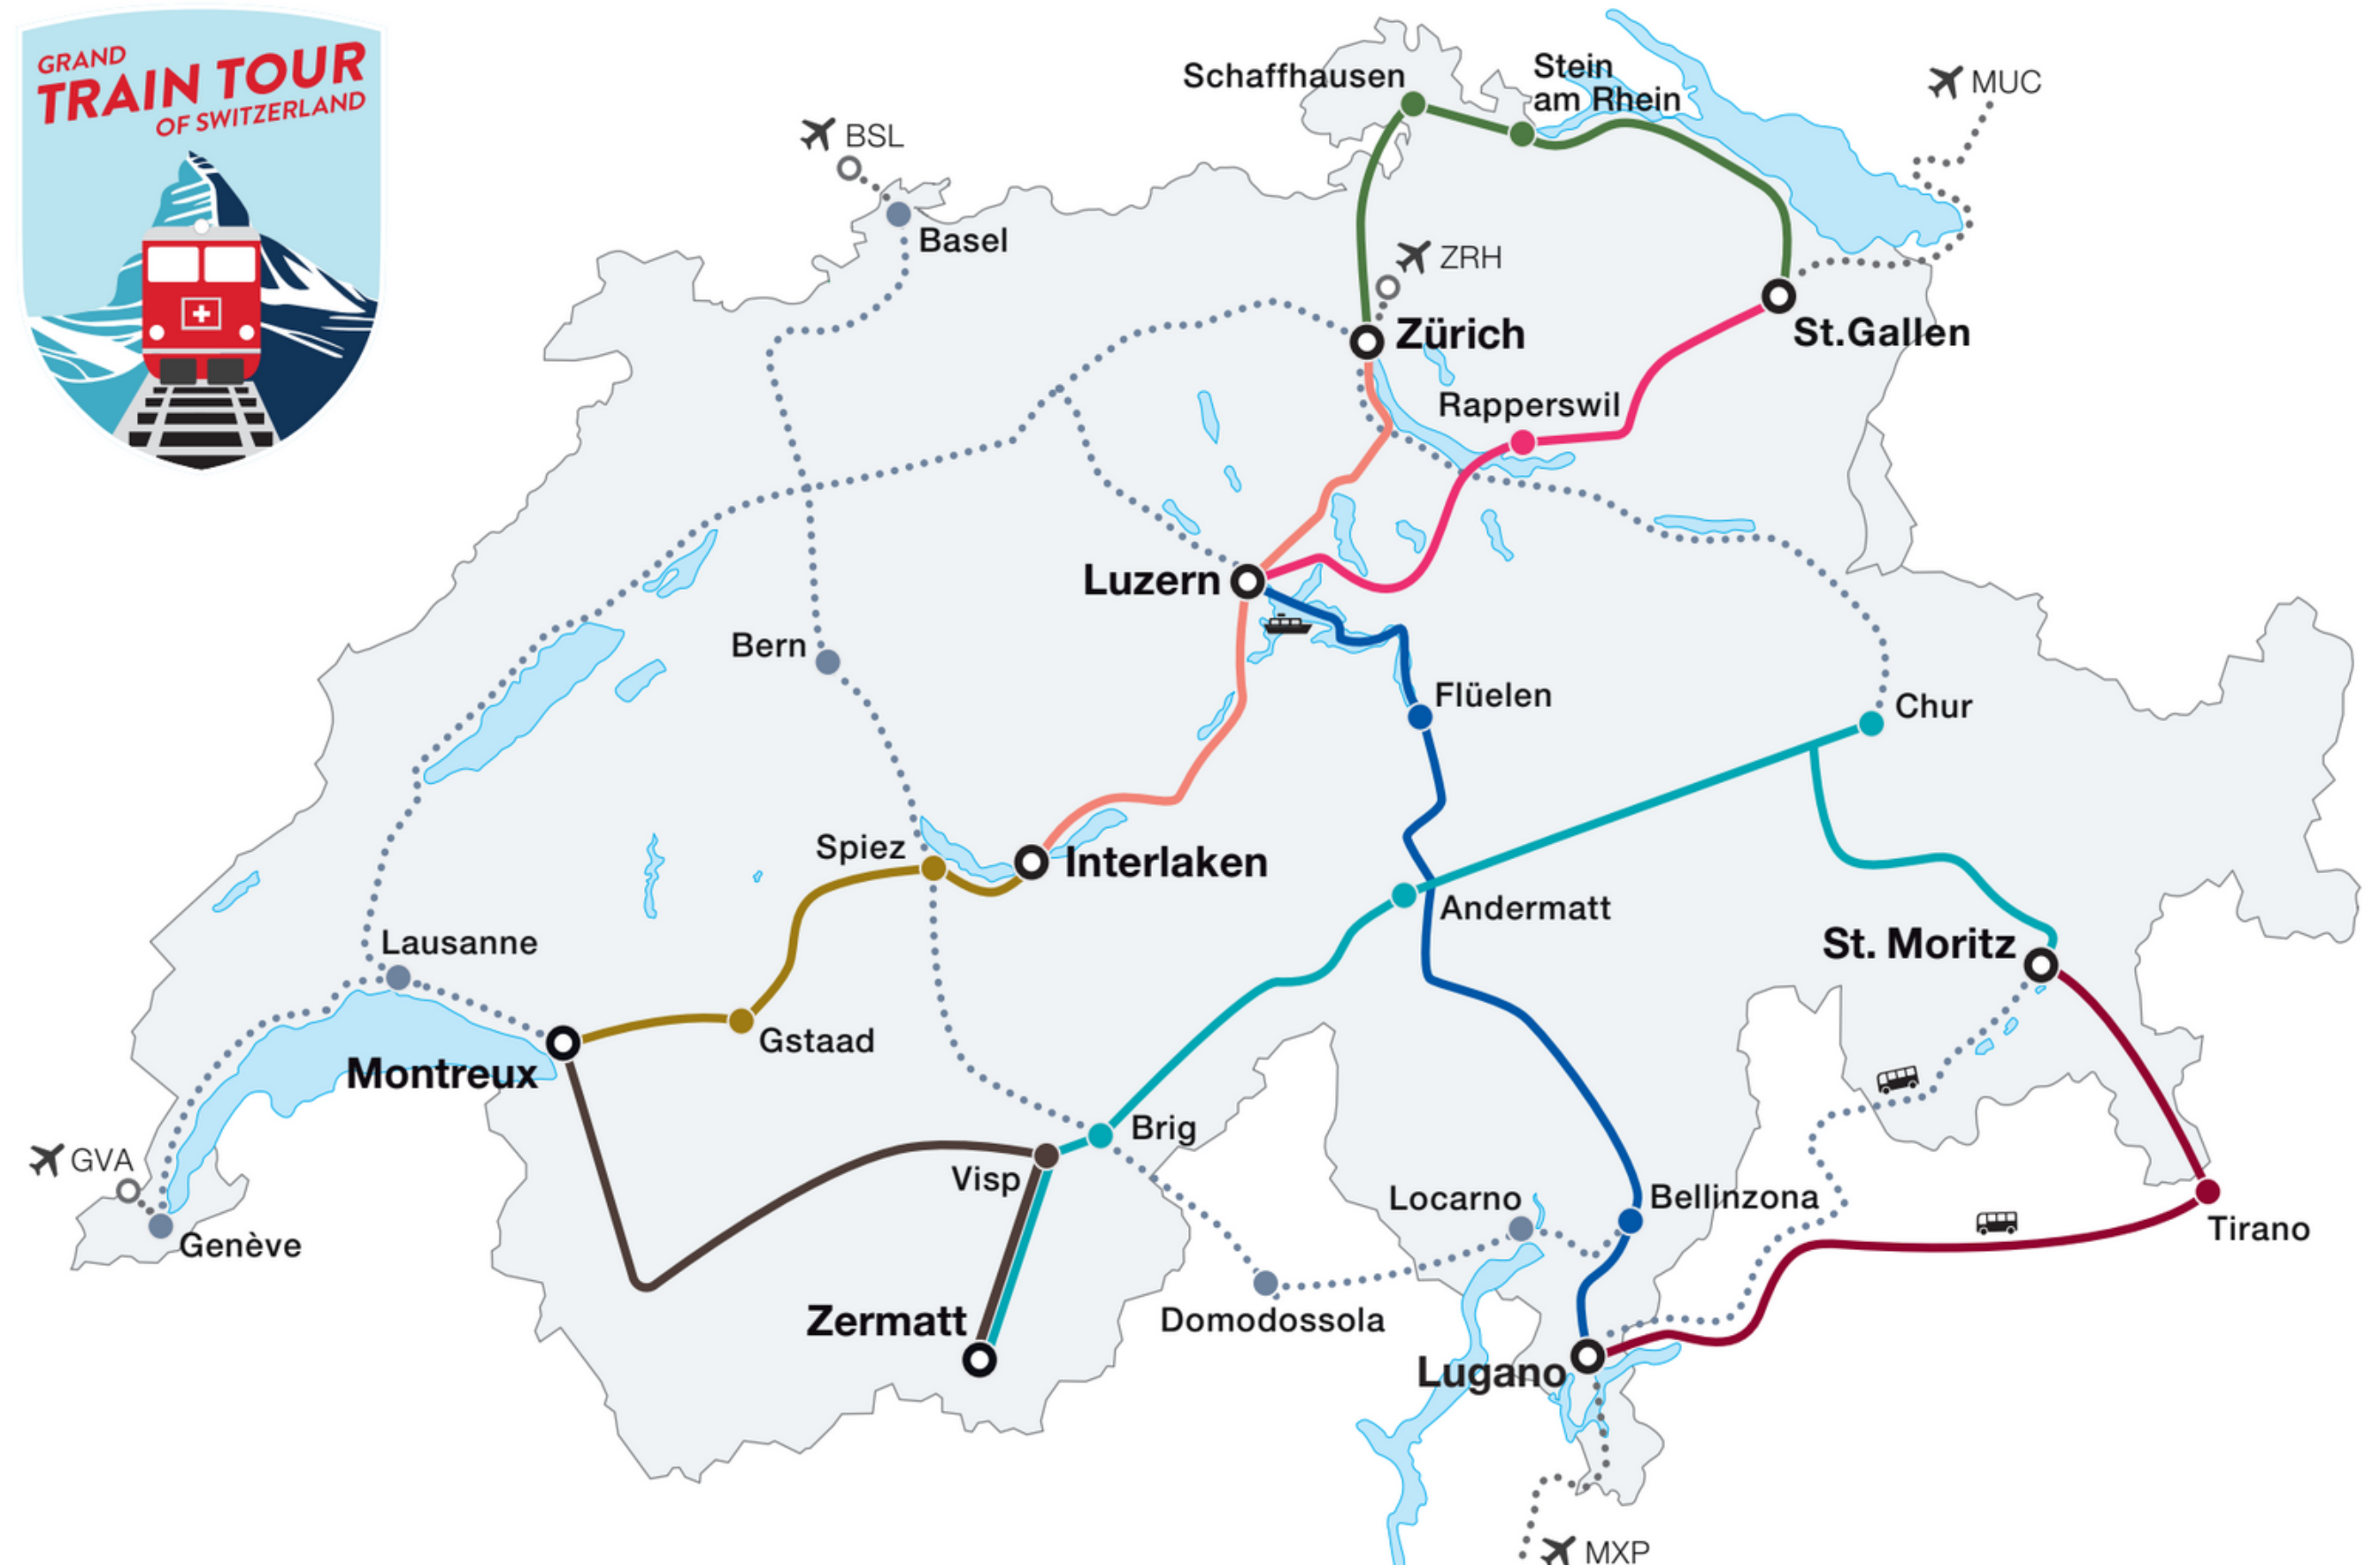 GRAND
TRAIN TOUR
OF SWITZERLAND
Schaffhausen
Stein
am Rhein
MUC
BSL
Basel
ZRH
Zürich
St.Gallen
Rapperswil
Luzern
Bern
Flüelen
Chur
Spiez
Interlaken
Andermatt
Lausanne
St. Moritz
Gstaad
Montreux
Brig
GVA
Visp
Locarno
Bellinzona
Genève
Tirano
Zermatt
Domodossola
Lugano
MXP